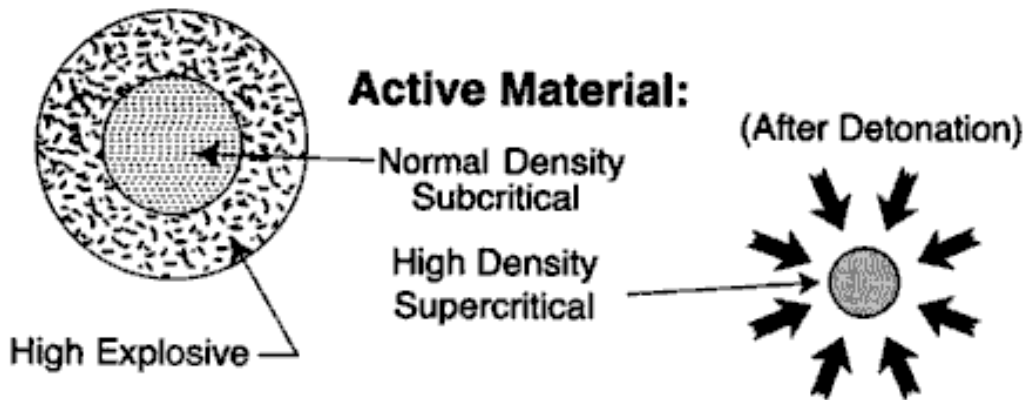 Active Material:
(After Detonation)
Normal Density
Subcritical
High Density
Supercritical
High Explosive